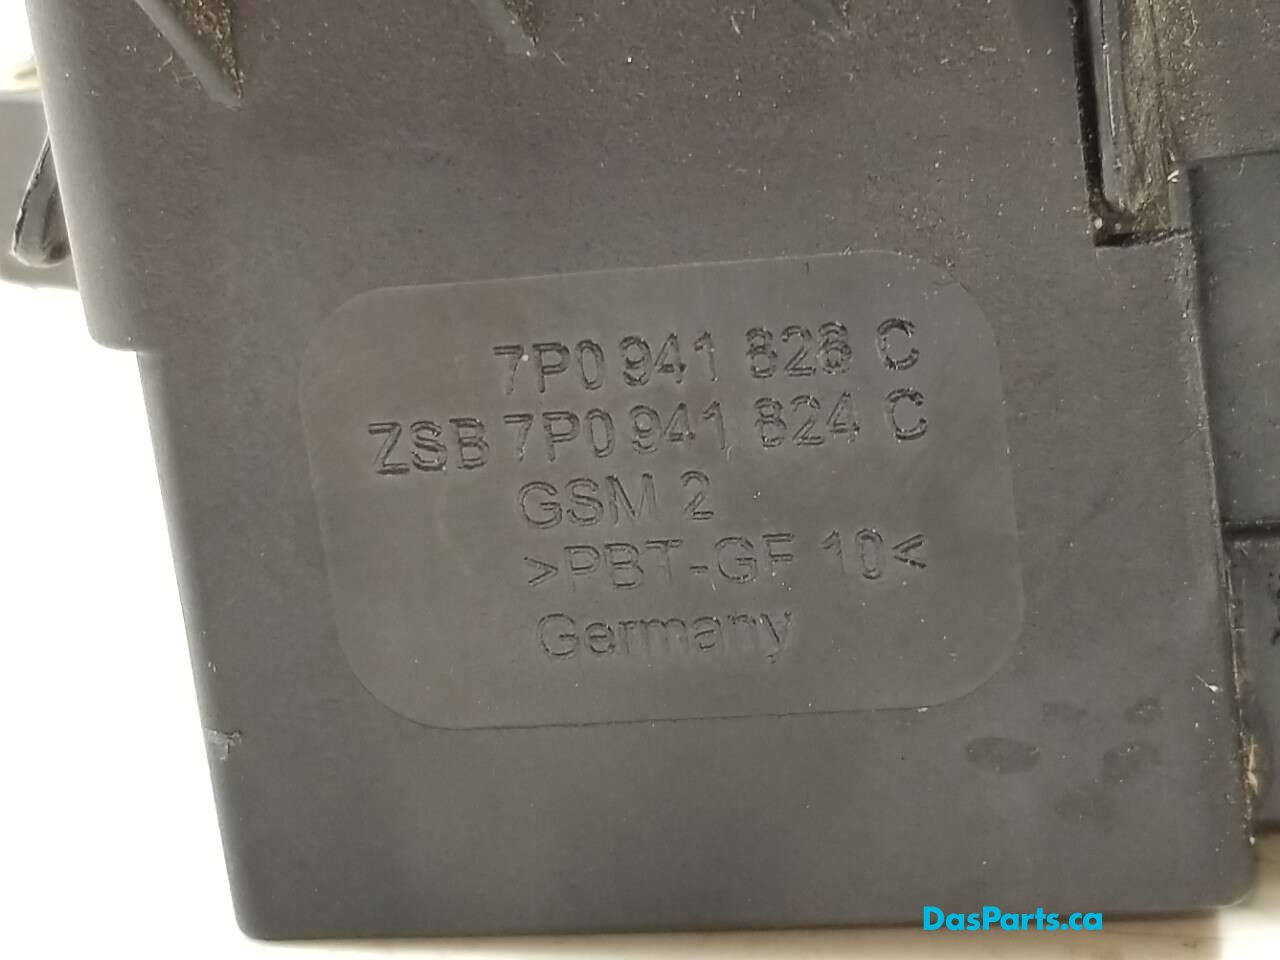 7P0 941 828 C
ZSB 7P0 941 824 C
GSM 2
>PBT-GF 10<
Germany
DasParts.ca